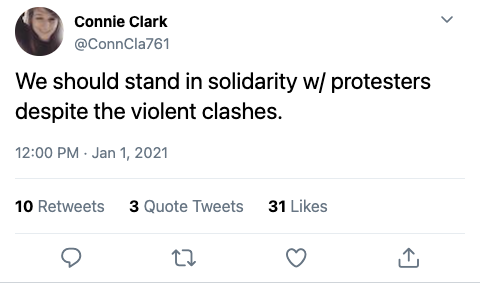 Connie Clark
@ConnCla761
We should stand in solidarity w/ protesters
despite the violent clashes.
12:00 PM · Jan 1, 2021
10 Retweets 3 Quote Tweets 31 Likes